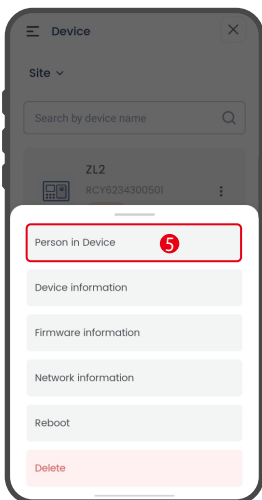 Device
Site
Search by device name
ZL2
RCY6234300501
Person in Device 5
Device information
Firmware information
Network information
Reboot
Delete